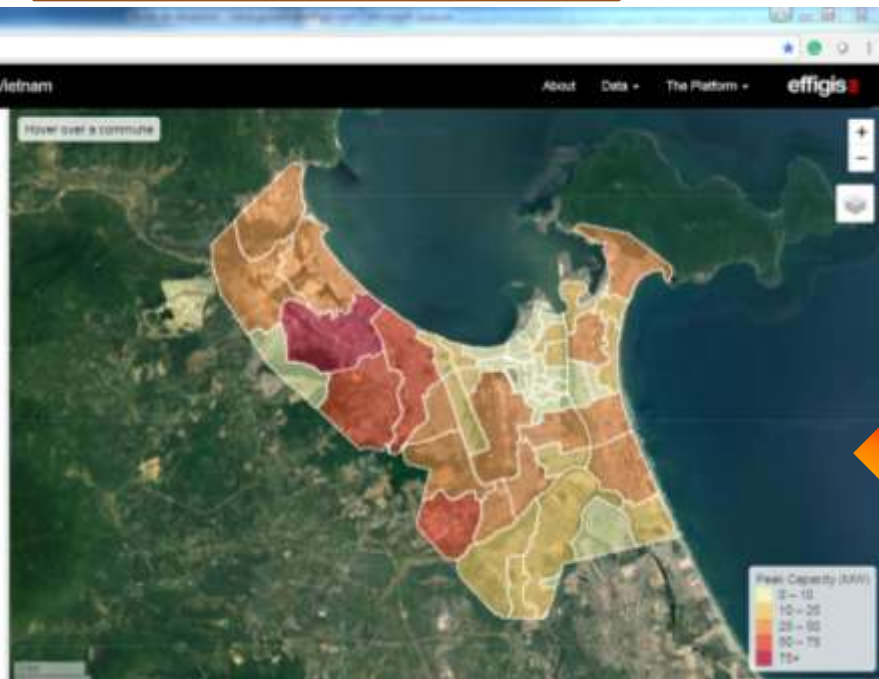 Vietnam
About
Data
The Platform
effigis
Hover over a commune
+
−
Peak Capacity (MW)
0 – 10
10 – 25
25 – 50
50 – 75
75+